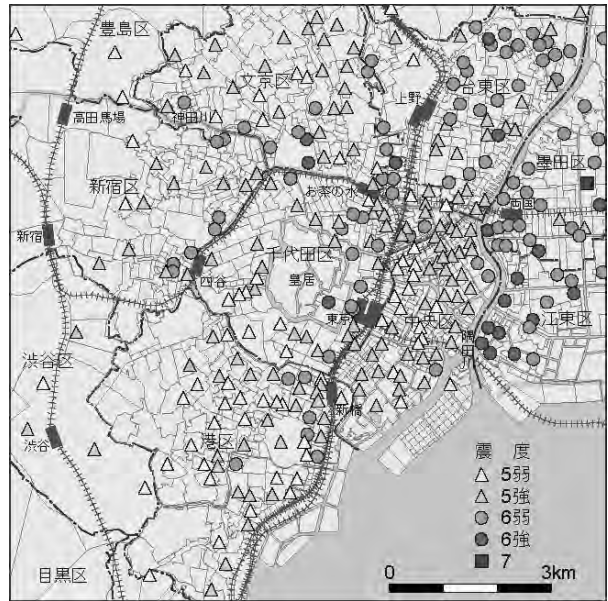 豊島区
文京区
台東区
上野
高田馬場
神田川
墨田区
お茶の水
新宿区
両国
新宿
千代田区
四谷
皇居
東京
中央区
隅田川
江東区
渋谷区
新橋
渋谷
港区
震 度
5弱
5強
6弱
6強
7
目黒区
0 3km